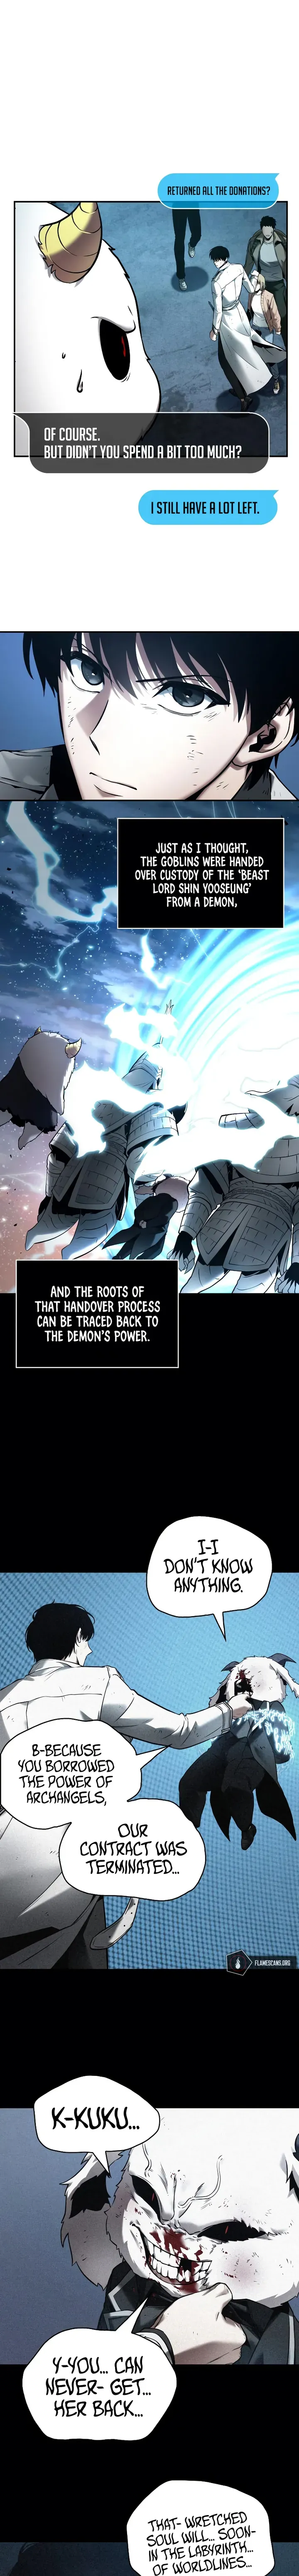 RETURNED ALL THE DONATIONS?
OF COURSE.
BUT DIDN'T YOU SPEND A BIT TOO MUCH?
I STILL HAVE A LOT LEFT.
JUST AS I THOUGHT,
THE GOBLINS WERE HANDED
OVER CUSTODY OF THE 'BEAST
LORD SHIN YOOSEUNG'
FROM A DEMON,
AND THE ROOTS OF
THAT HANDOVER PROCESS
CAN BE TRACED BACK TO
THE DEMON'S POWER.
I-I
DON'T KNOW
ANYTHING.
B-BECAUSE
YOU BORROWED
THE POWER OF
ARCHANGELS,
OUR
CONTRACT WAS
TERMINATED...
FLAMESCANS.ORG
K-KUKU...
Y-YOU... CAN
NEVER- GET...
HER BACK...
THAT- WRETCHED
SOUL WILL... SOON-
IN THE LABYRINTH...
OF WORLDLINES...